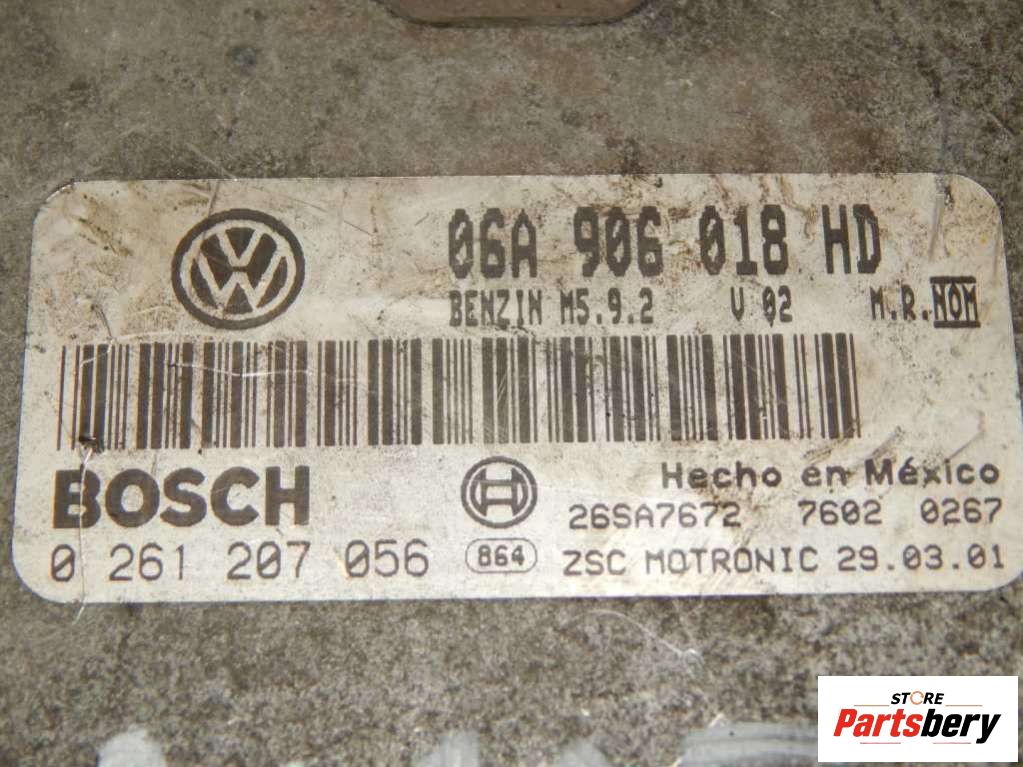 06A 906 018 HD
BENZIN M5.9.2 V 02 M.R.NOM
BOSCH
Hecho en México
26SA7672 7602 0267
0 261 207 056
864
ZSC MOTRONIC 29.03.01
STORE
Partsbery